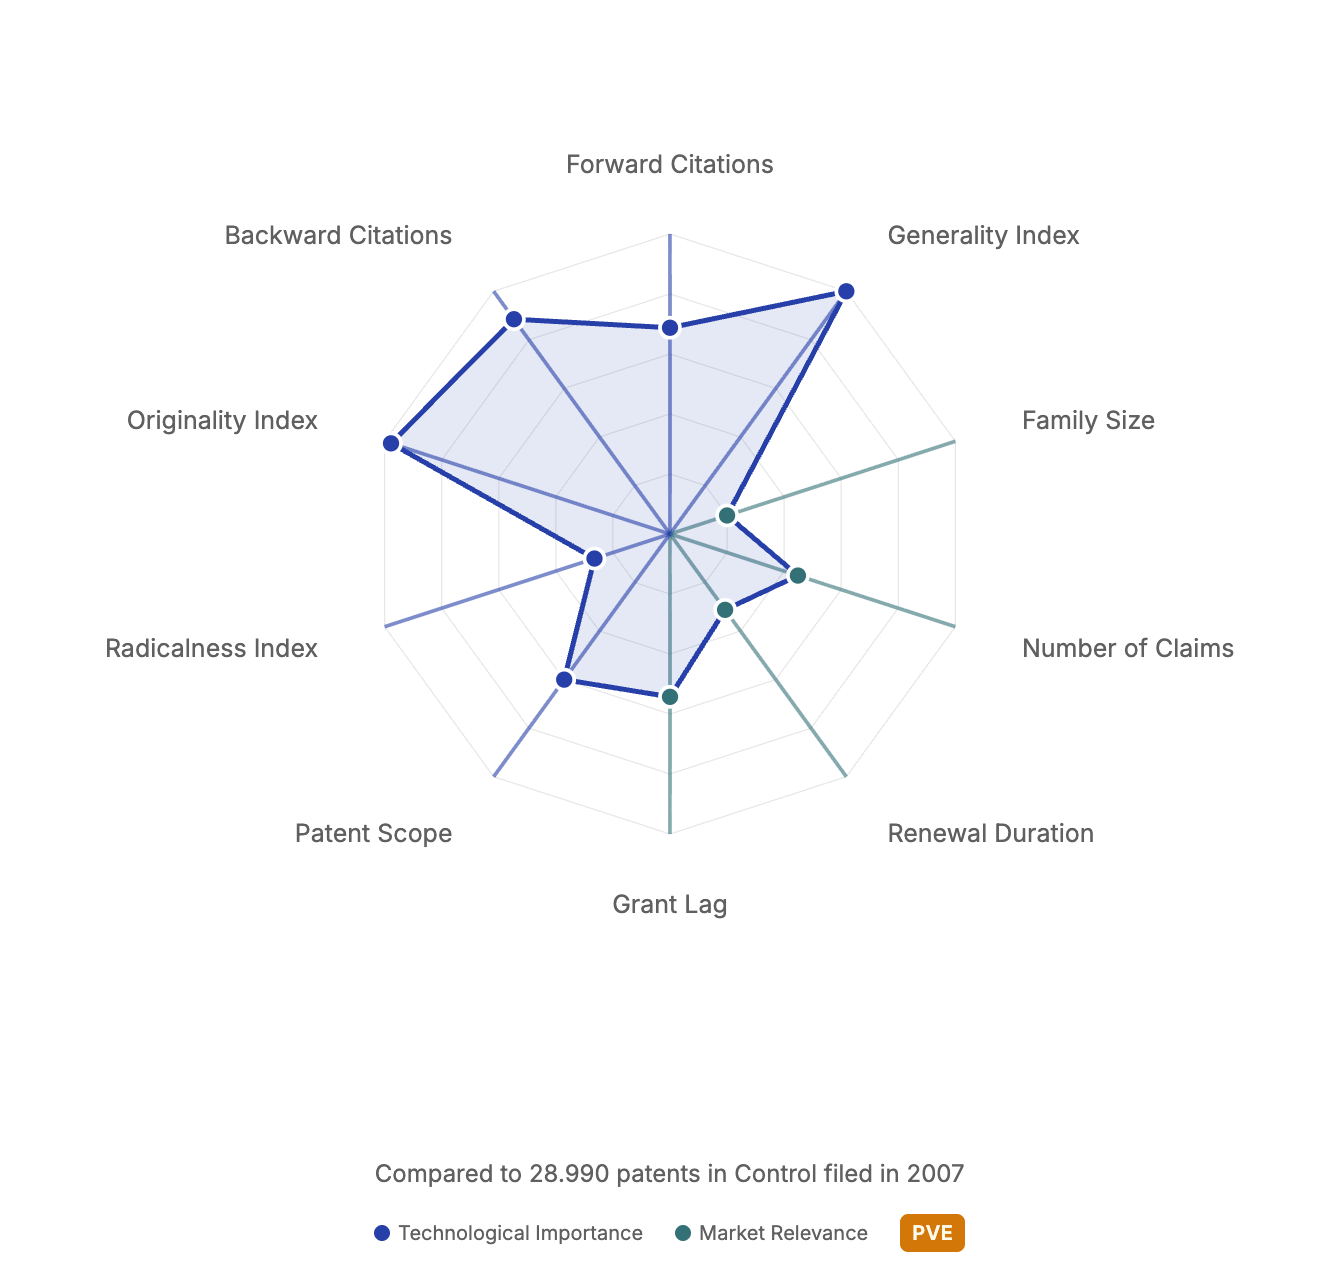 Forward Citations
Backward Citations
Generality Index
Originality Index
Family Size
Radicalness Index
Number of Claims
Patent Scope
Renewal Duration
Grant Lag
Compared to 28.990 patents in Control filed in 2007
Technological Importance
Market Relevance
PVE